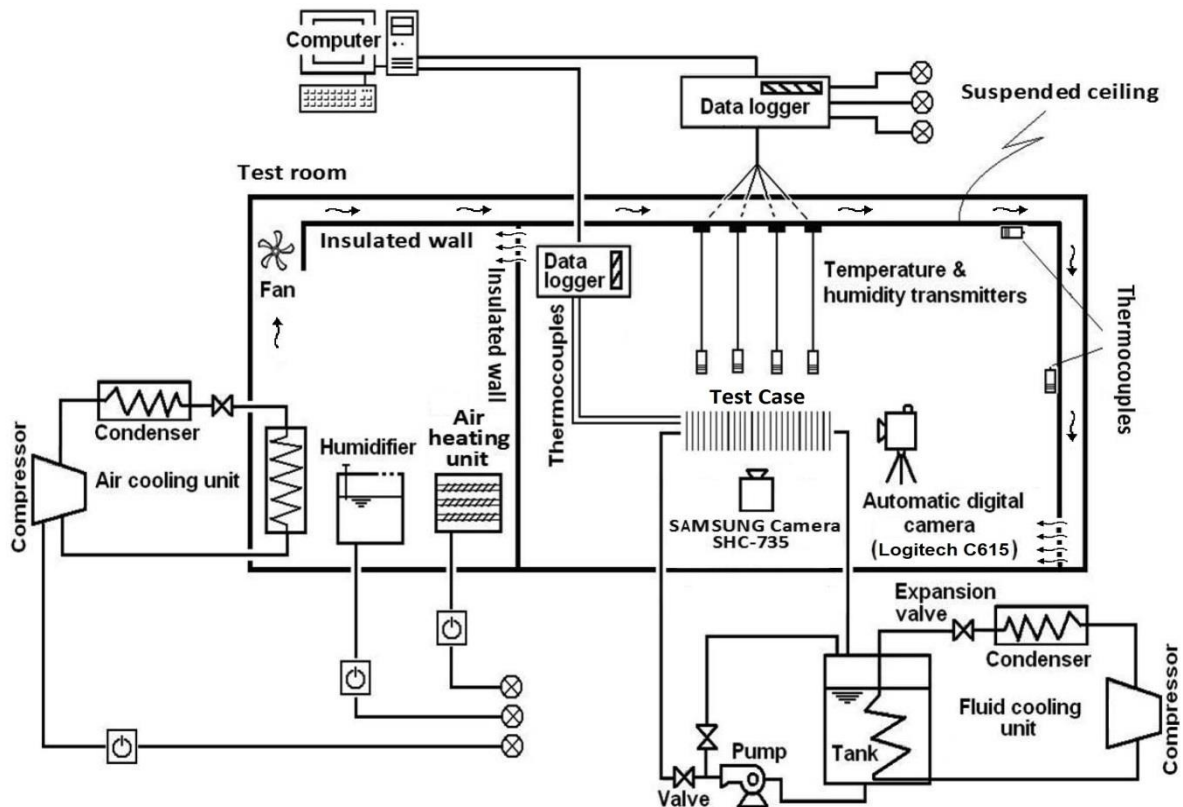 Computer
Data logger
Suspended ceiling
Test room
Insulated wall
Fan
Insulated wall
Data
logger
Thermocouples
Temperature &
humidity transmitters
Thermocouples
Test Case
Condenser
Compressor
Air cooling unit
Humidifier
Air
heating
unit
SAMSUNG Camera
SHC-735
Automatic digital
camera
(Logitech C615)
Expansion
valve
Condenser
Compressor
Fluid cooling
unit
Tank
Pump
Valve